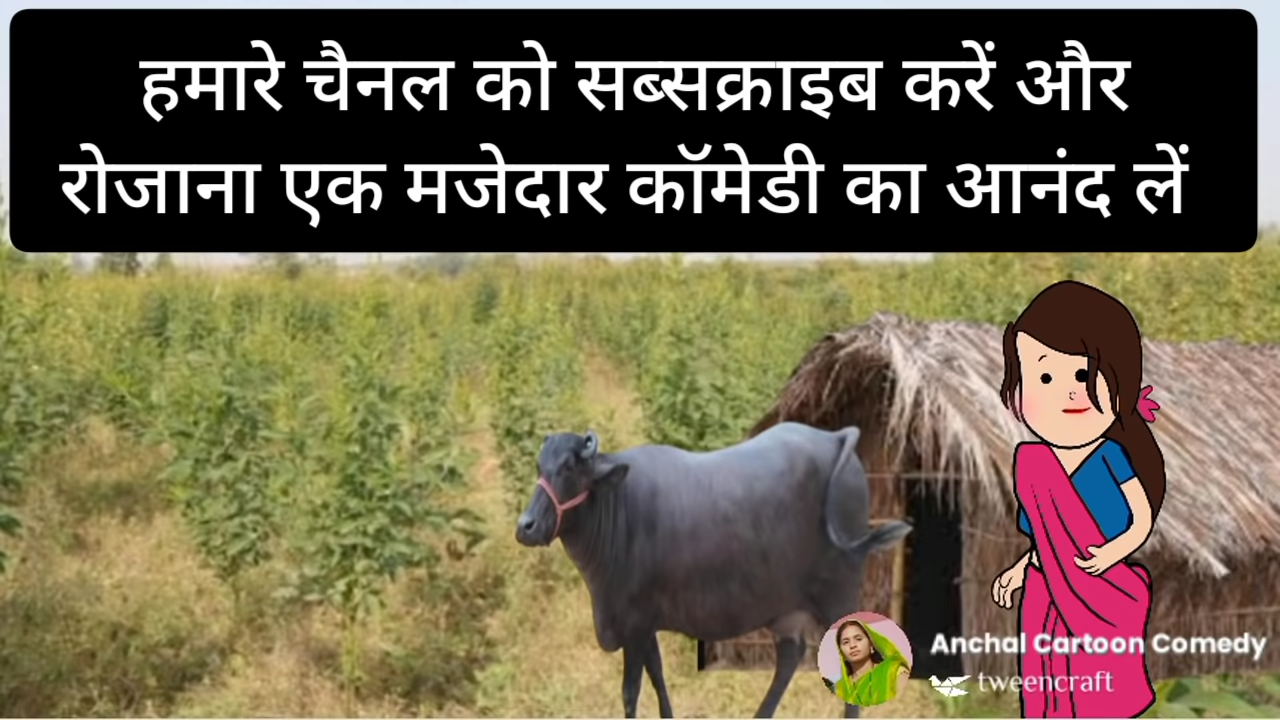 हमारे चैनल को सब्सक्राइब करें और
रोजाना एक मजेदार कॉमेडी का आनंद लें
Anchal Cartoon Comedy
tweencraft